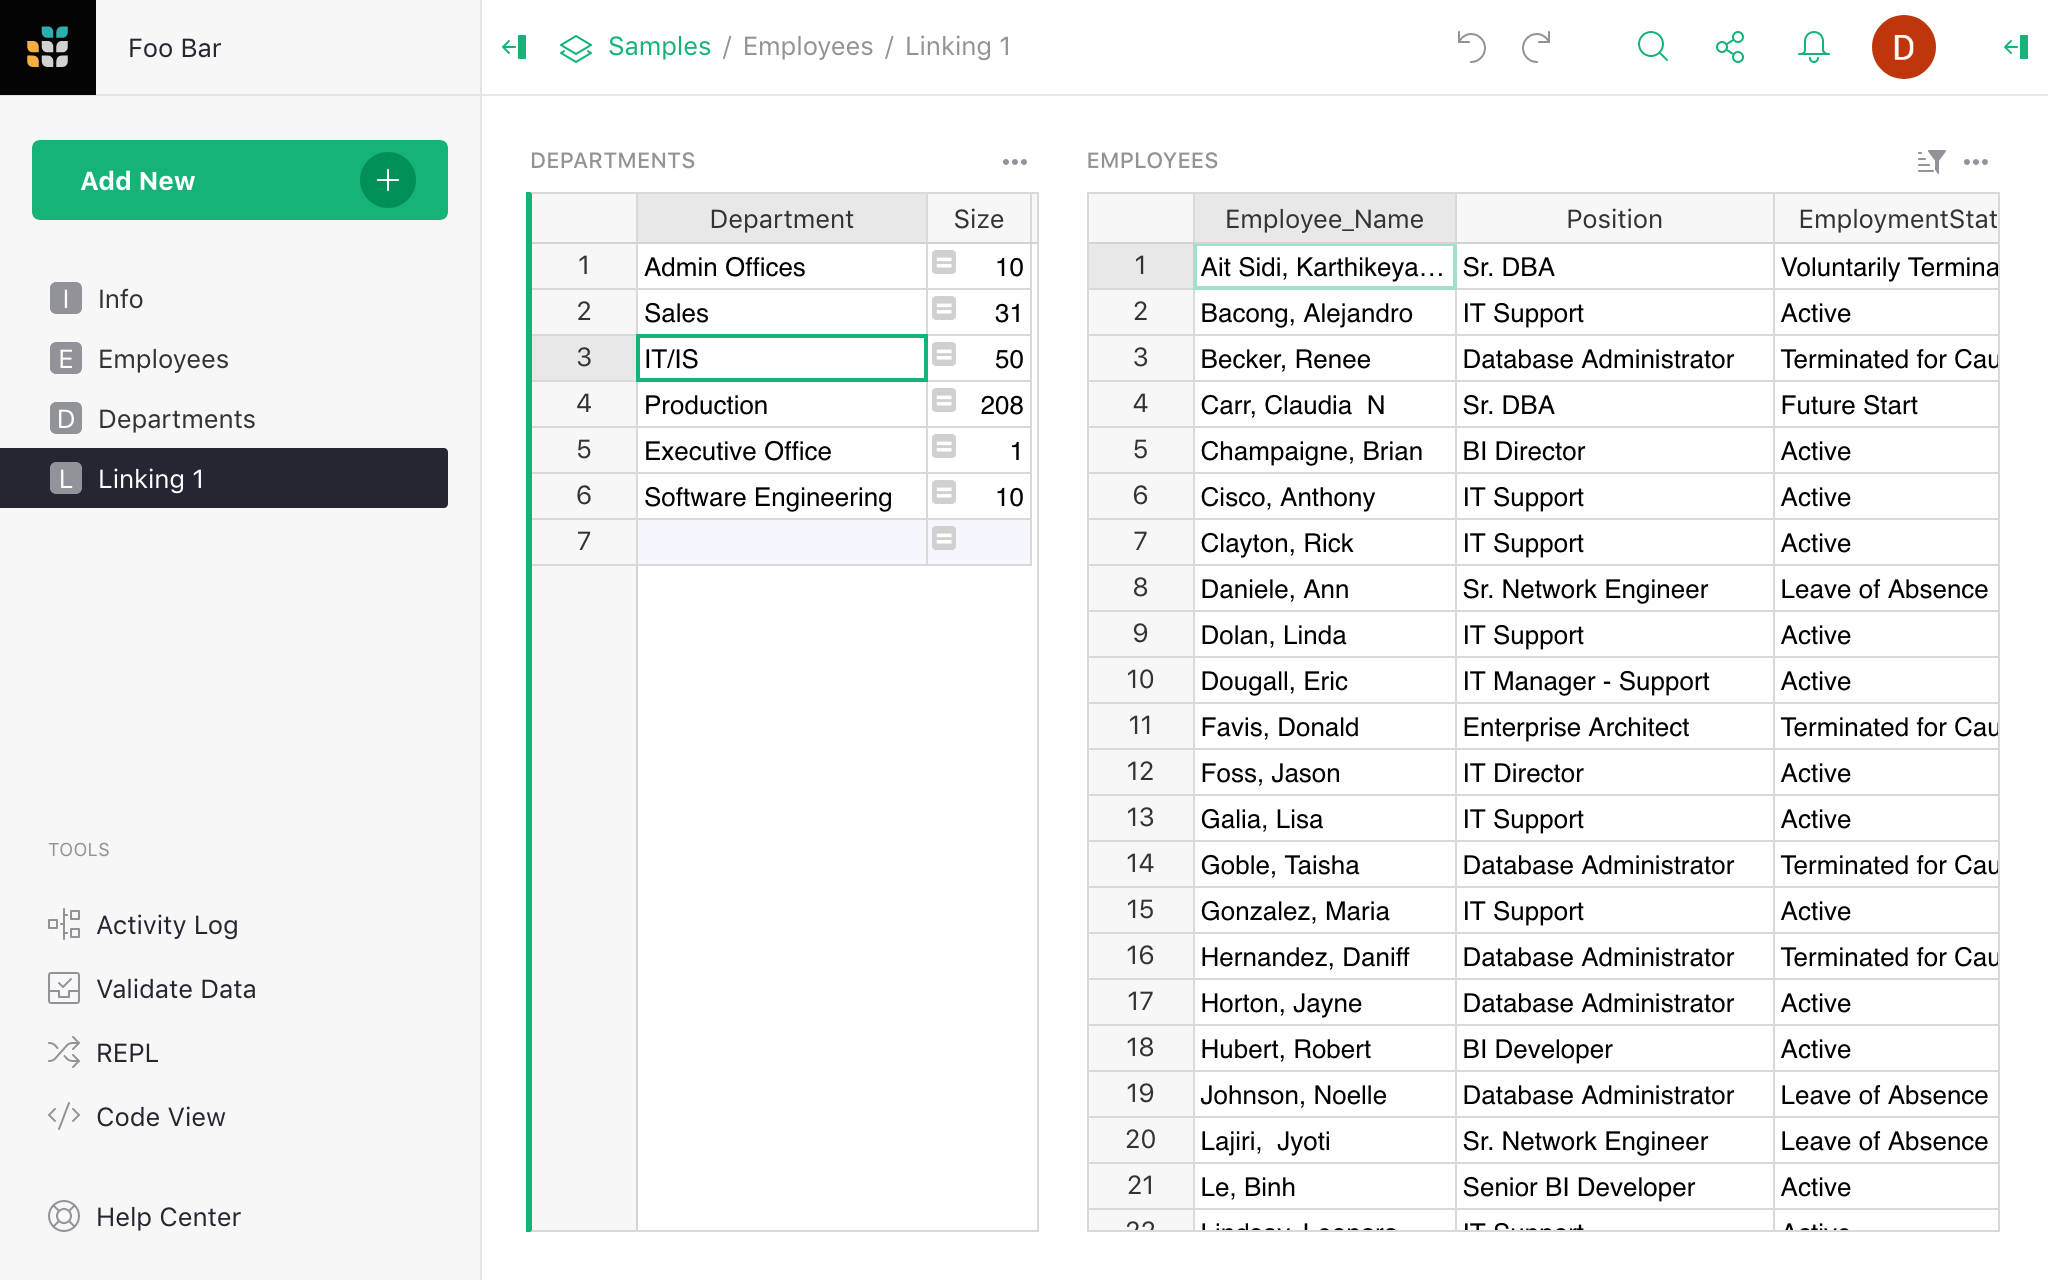 Foo Bar
Samples / Employees / Linking 1
D
Add New
I Info
E Employees
D Departments
L Linking 1
TOOLS
Activity Log
Validate Data
REPL
Code View
Help Center
DEPARTMENTS
Department Size
1 Admin Offices = 10
2 Sales = 31
3 IT/IS = 50
4 Production = 208
5 Executive Office = 1
6 Software Engineering = 10
7 =
EMPLOYEES
Employee_Name Position EmploymentStat
1 Ait Sidi, Karthikeya... Sr. DBA Voluntarily Termina
2 Bacong, Alejandro IT Support Active
3 Becker, Renee Database Administrator Terminated for Cau
4 Carr, Claudia  N Sr. DBA Future Start
5 Champaigne, Brian BI Director Active
6 Cisco, Anthony IT Support Active
7 Clayton, Rick IT Support Active
8 Daniele, Ann Sr. Network Engineer Leave of Absence
9 Dolan, Linda IT Support Active
10 Dougall, Eric IT Manager - Support Active
11 Favis, Donald Enterprise Architect Terminated for Cau
12 Foss, Jason IT Director Active
13 Galia, Lisa IT Support Active
14 Goble, Taisha Database Administrator Terminated for Cau
15 Gonzalez, Maria IT Support Active
16 Hernandez, Daniff Database Administrator Terminated for Cau
17 Horton, Jayne Database Administrator Active
18 Hubert, Robert BI Developer Active
19 Johnson, Noelle Database Administrator Leave of Absence
20 Lajiri,  Jyoti Sr. Network Engineer Leave of Absence
21 Le, Binh Senior BI Developer Active
22 IT Support Active